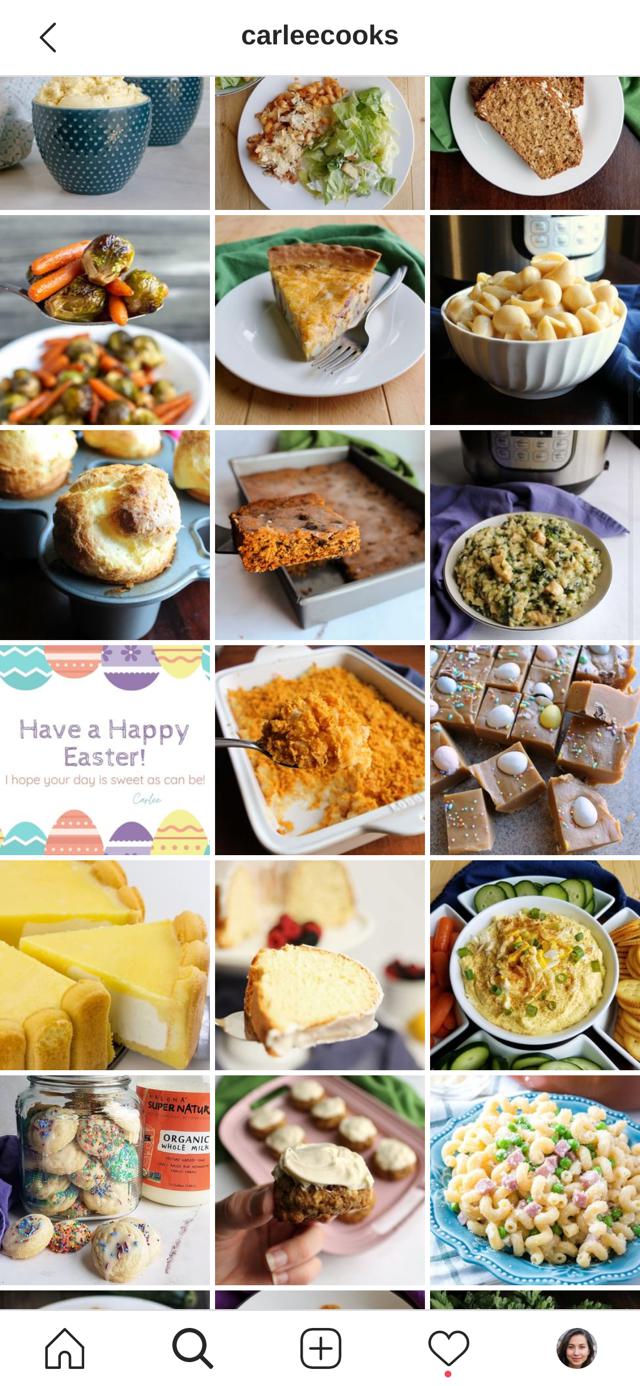 carleecooks
Have a Happy
Easter!
I hope your day is sweet as can be!
Carlee
SUPER NATUR
ORGANIC
WHOLE MILK